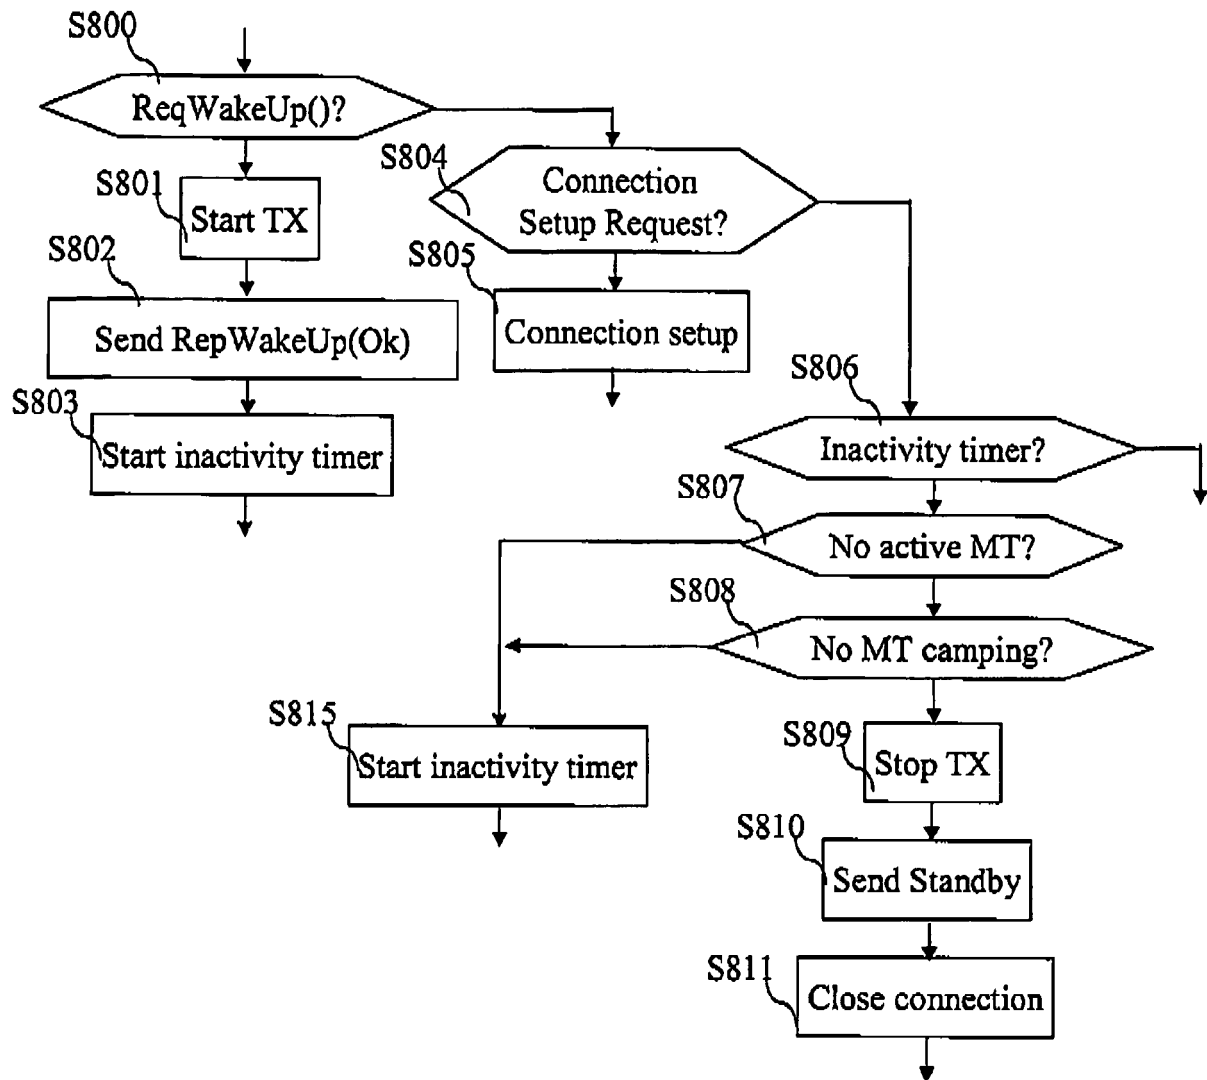 S800
ReqWakeUp()?
S801
Start TX
S802
Send RepWakeUp(Ok)
S803
Start inactivity timer
S804
Connection
Setup Request?
S805
Connection setup
S806
Inactivity timer?
S807
No active MT?
S808
No MT camping?
S815
Start inactivity timer
S809
Stop TX
S810
Send Standby
S811
Close connection